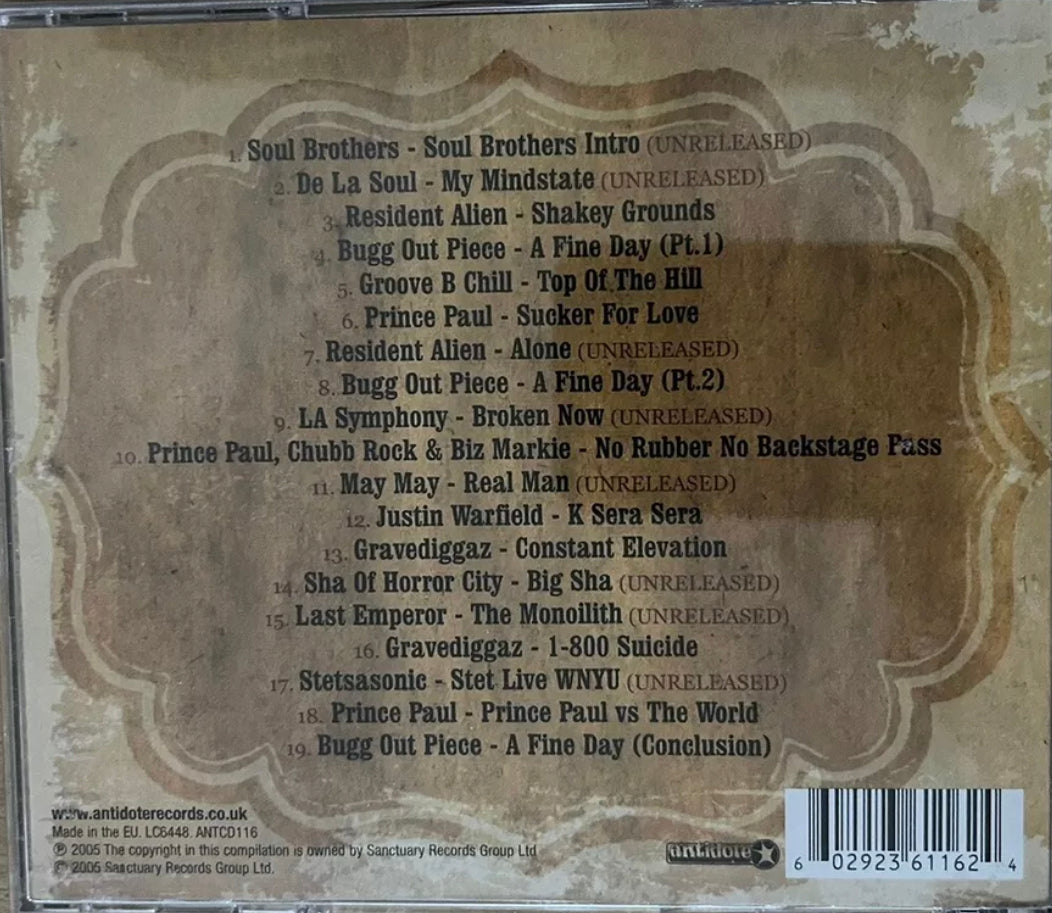 1. Soul Brothers - Soul Brothers Intro (UNRELEASED)
2. De La Soul - My Mindstate (UNRELEASED)
3. Resident Alien - Shakey Grounds
4. Bugg Out Piece - A Fine Day (Pt.1)
5. Groove B Chill - Top Of The Hill
6. Prince Paul - Sucker For Love
7. Resident Alien - Alone (UNRELEASED)
8. Bugg Out Piece - A Fine Day (Pt.2)
9. LA Symphony - Broken Now (UNRELEASED)
10. Prince Paul, Chubb Rock & Biz Markie - No Rubber No Backstage Pass
11. May May - Real Man (UNRELEASED)
12. Justin Warfield - K Sera Sera
13. Gravediggaz - Constant Elevation
14. Sha Of Horror City - Big Sha (UNRELEASED)
15. Last Emperor - The Monoilith (UNRELEASED)
16. Gravediggaz - 1-800 Suicide
17. Stetsasonic - Stet Live WNYU (UNRELEASED)
18. Prince Paul - Prince Paul vs The World
19. Bugg Out Piece - A Fine Day (Conclusion)
www.antidoterecords.co.uk
Made in the EU. LC6448. ANTCD116
℗ 2005 The copyright in this compilation is owned by Sanctuary Records Group Ltd
© 2005 Sanctuary Records Group Ltd.
antidote
6 02923 61162 4